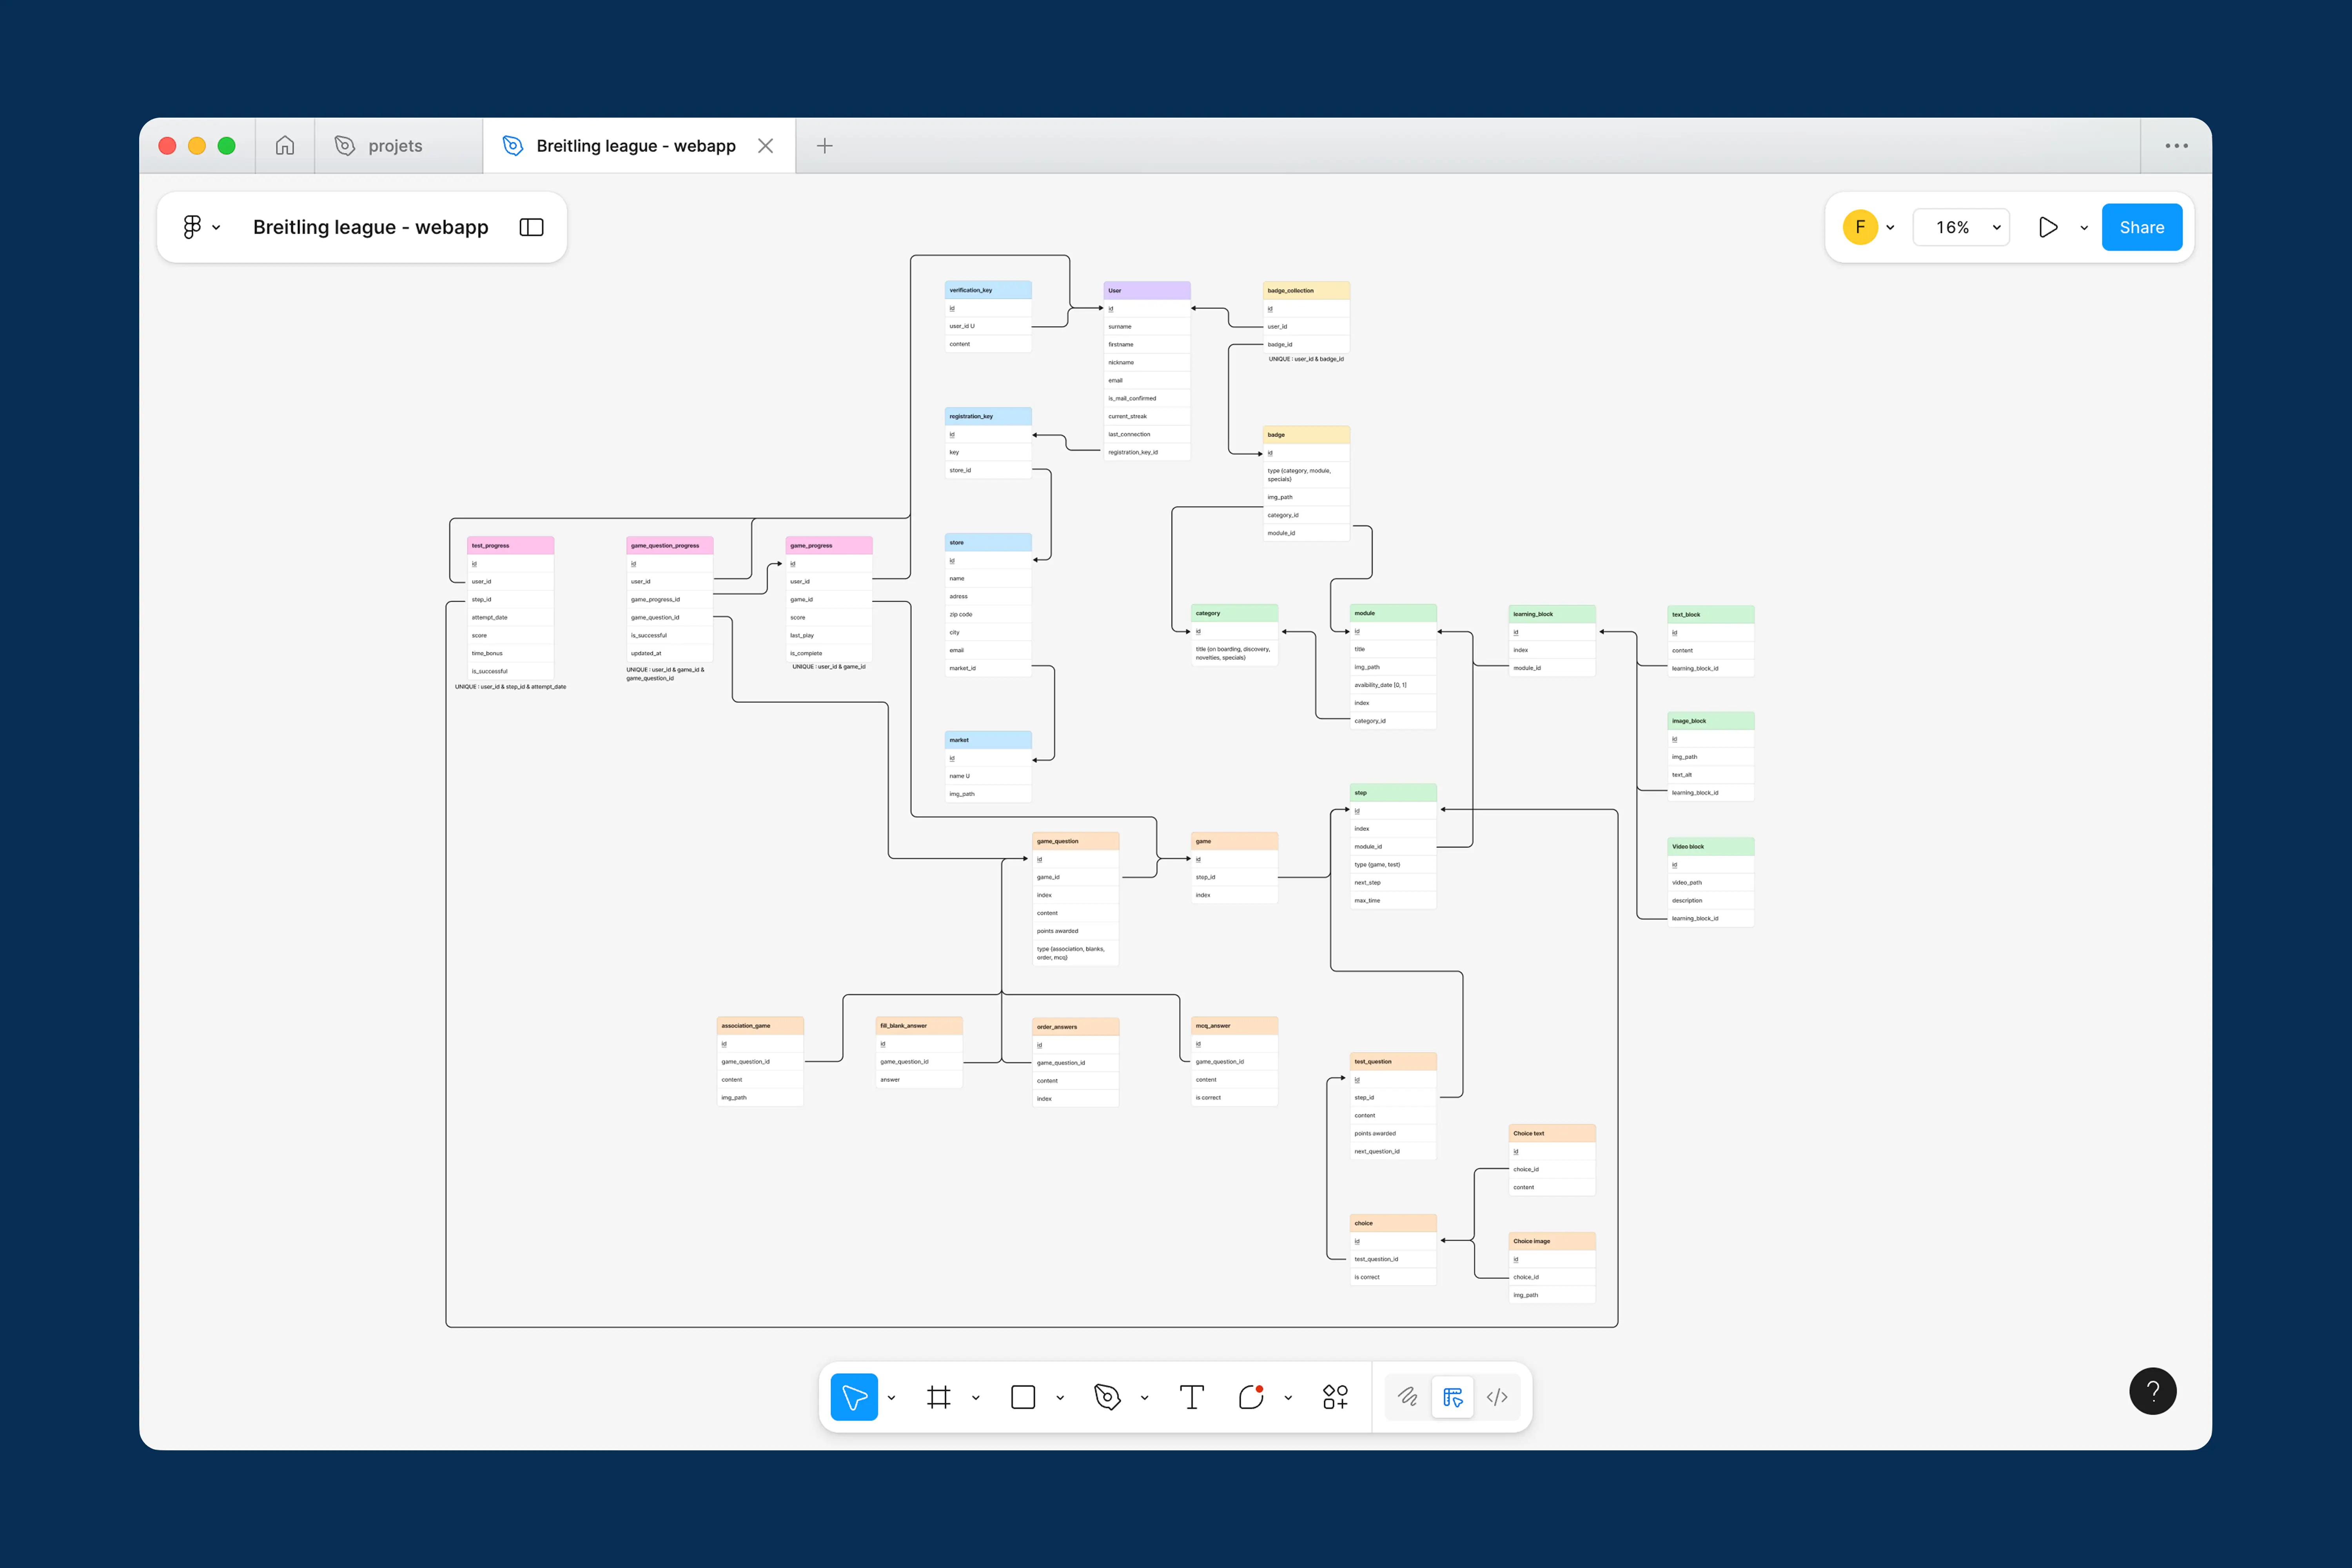 projets
Breitling league - webapp
Breitling league - webapp
F
16%
Share
verification_key
id
user_id U
content
User
id
surname
firstname
nickname
email
is_mail_confirmed
current_streak
last_connection
registration_key_id
badge_collection
id
user_id
badge_id
UNIQUE : user_id & badge_id
registration_key
id
key
store_id
badge
id
type (category, module,
specials)
img_path
category_id
module_id
test_progress
id
user_id
step_id
attempt_date
score
time_bonus
is_successful
UNIQUE : user_id & step_id & attempt_date
game_question_progress
id
user_id
game_progress_id
game_question_id
is_successful
updated_at
UNIQUE : user_id & game_id &
game_question_id
game_progress
id
user_id
game_id
score
last_play
is_complete
UNIQUE : user_id & game_id
store
id
name
adress
zip code
city
email
market_id
category
id
title (on boarding, discovery,
novelties, specials)
module
id
title
img_path
avaibility_date [0, 1]
index
category_id
learning_block
id
index
module_id
text_block
id
content
learning_block_id
image_block
id
img_path
text_alt
learning_block_id
market
id
name U
img_path
step
id
index
module_id
type (game, test)
next_step
max_time
Video block
id
video_path
description
learning_block_id
game_question
id
game_id
index
content
points awarded
type (association, blanks,
order, mcq)
game
id
step_id
index
association_game
id
game_question_id
content
img_path
fill_blank_answer
id
game_question_id
answer
order_answers
id
game_question_id
content
index
mcq_answer
id
game_question_id
content
is correct
test_question
id
step_id
content
points awarded
next_question_id
Choice text
id
choice_id
content
choice
id
test_question_id
is correct
Choice image
id
choice_id
img_path
?